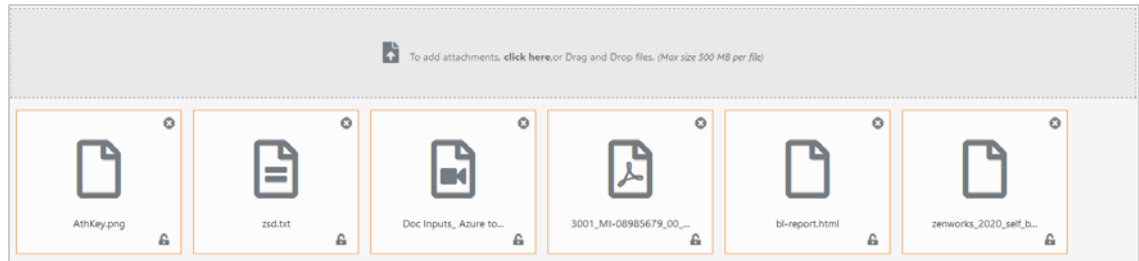 To add attachments, click here,or Drag and Drop files. (Max size 500 MB per file)
AthKey.png
zsd.txt
Doc Inputs_ Azure to...
3001_MI-08985679_00_...
bl-report.html
zenworks_2020_self_b...